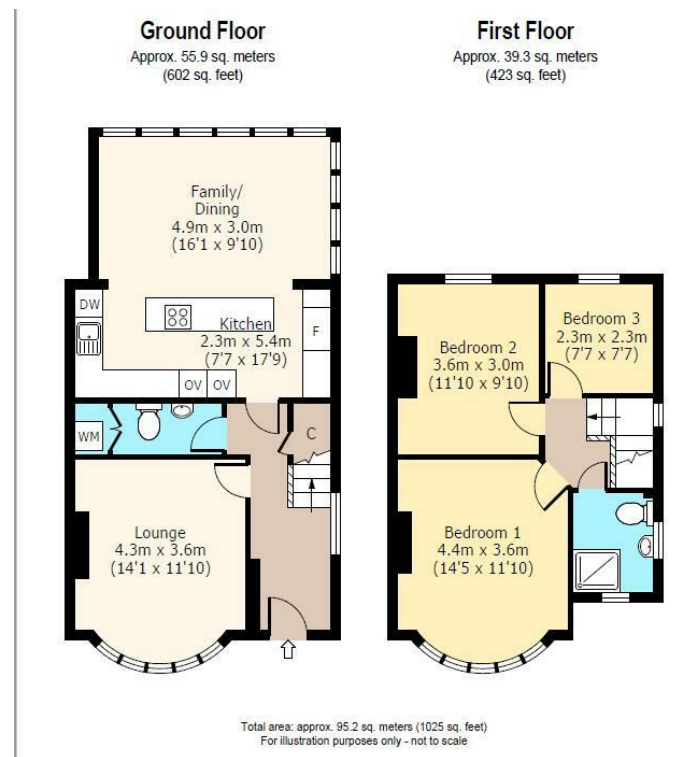 Ground Floor
Approx. 55.9 sq. meters
(602 sq. feet)
First Floor
Approx. 39.3 sq. meters
(423 sq. feet)
Family/
Dining
4.9m x 3.0m
(16'1 x 9'10)
DW
Kitchen
2.3m x 5.4m
(7'7 x 17'9)
F
OV
OV
WM
C
Lounge
4.3m x 3.6m
(14'1 x 11'10)
Bedroom 2
3.6m x 3.0m
(11'10 x 9'10)
Bedroom 3
2.3m x 2.3m
(7'7 x 7'7)
Bedroom 1
4.4m x 3.6m
(14'5 x 11'10)
Total area: approx. 95.2 sq. meters (1025 sq. feet)
For illustration purposes only - not to scale